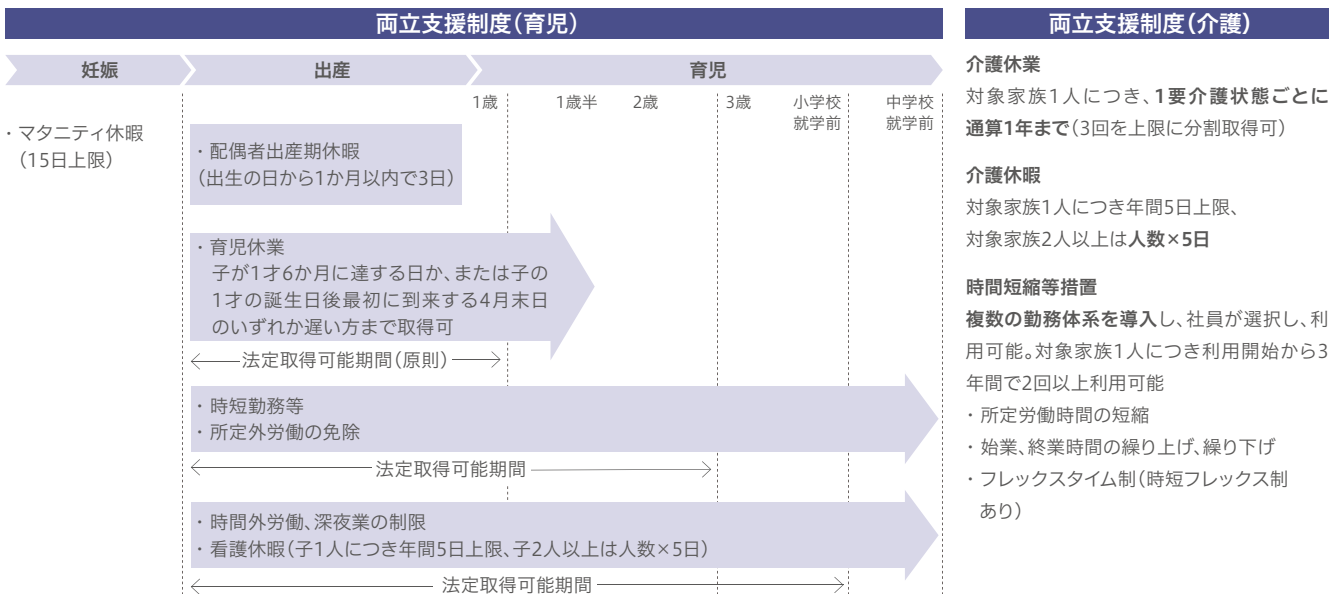 両立支援制度(育児)
妊娠
出産
育児
1歳
1歳半
2歳
3歳
小学校
就学前
中学校
就学前
・マタニティ休暇
(15日上限)
・配偶者出産期休暇
(出生の日から1か月以内で3日)
・育児休業
子が1才6か月に達する日か、または子の
1才の誕生日後最初に到来する4月末日
のいずれか遅い方まで取得可
法定取得可能期間(原則)
・時短勤務等
・所定外労働の免除
法定取得可能期間
・時間外労働、深夜業の制限
・看護休暇(子1人につき年間5日上限、子2人以上は人数×5日)
法定取得可能期間
両立支援制度(介護)
介護休業
対象家族1人につき、1要介護状態ごとに
通算1年まで(3回を上限に分割取得可)
介護休暇
対象家族1人につき年間5日上限、
対象家族2人以上は人数×5日
時間短縮等措置
複数の勤務体系を導入し、社員が選択し、利
用可能。対象家族1人につき利用開始から3
年間で2回以上利用可能
・所定労働時間の短縮
・始業、終業時間の繰り上げ、繰り下げ
・フレックスタイム制(時短フレックス制
あり)